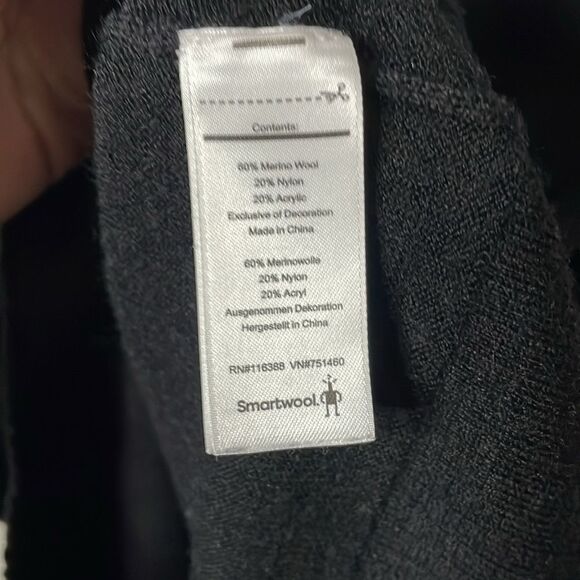 Contents:
60% Merino Wool
20% Nylon
20% Acrylic
Exclusive of Decoration
Made in China
60% Merinowolle
20% Nylon
20% Acryl
Ausgenommen Dekoration
Hergestellt in China
RN#116388 VN#751460
Smartwool.